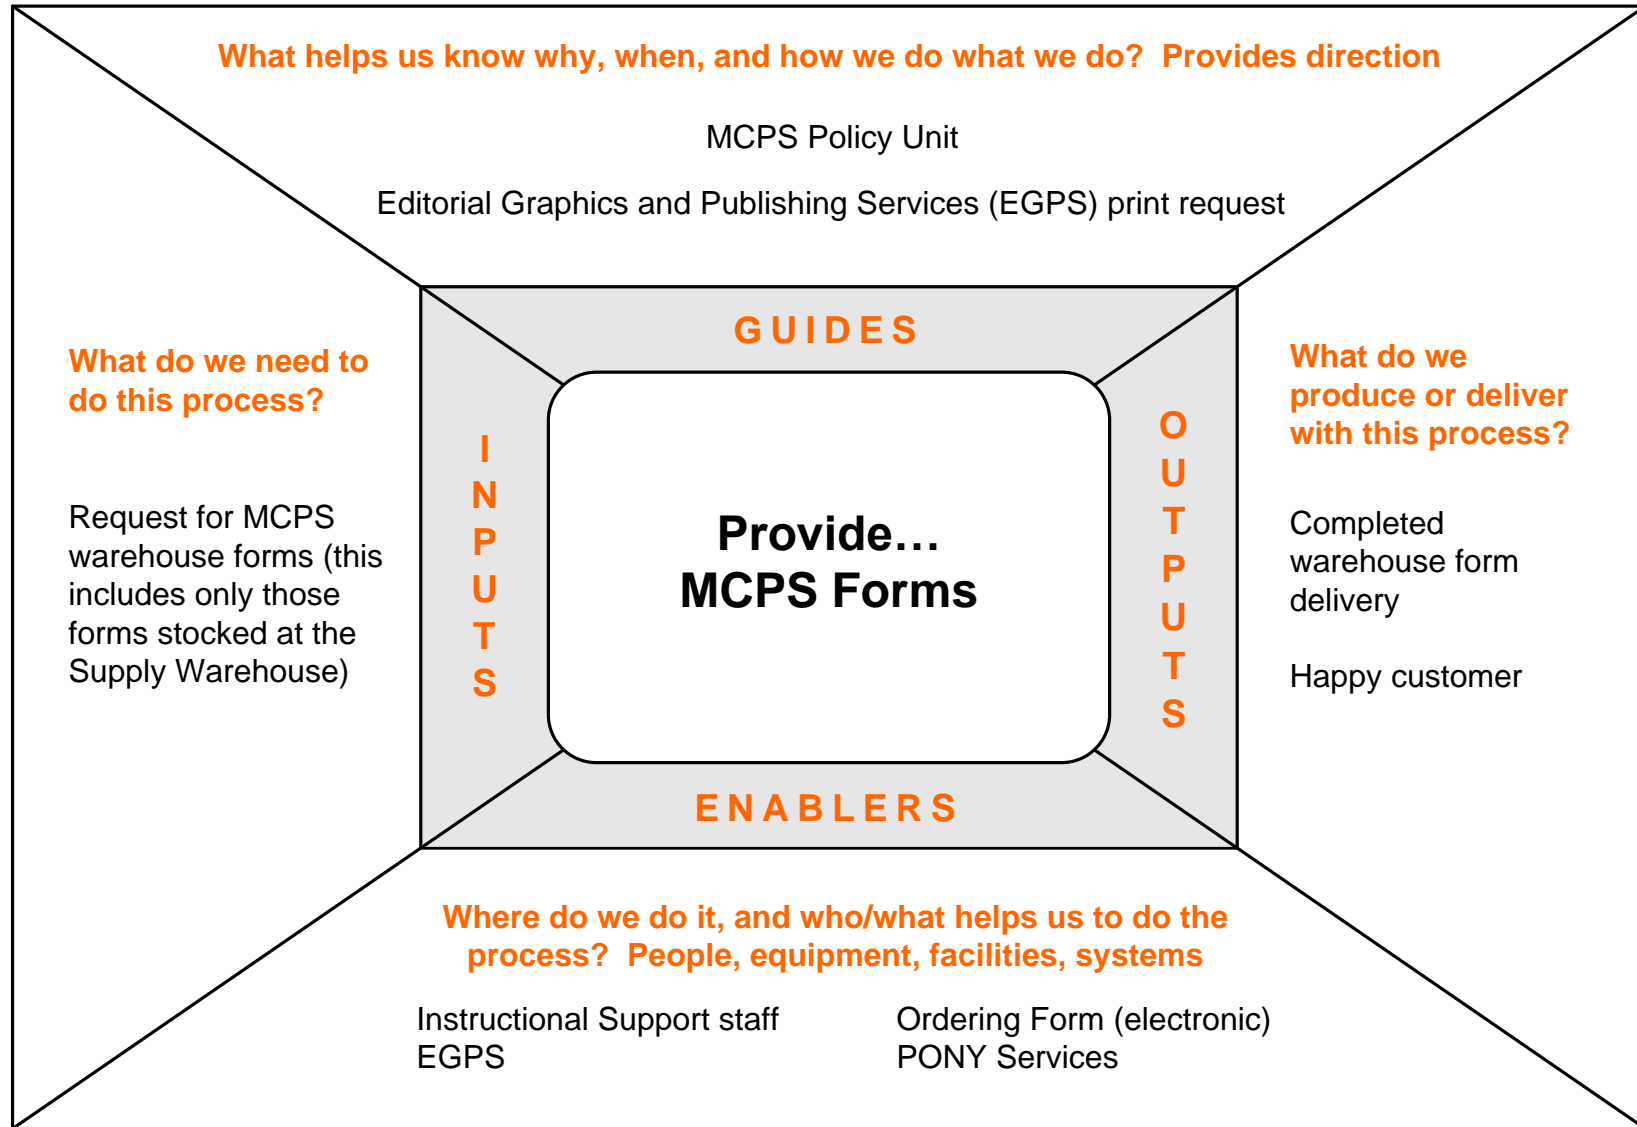 What helps us know why, when, and how we do what we do?  Provides direction
MCPS Policy Unit
Editorial Graphics and Publishing Services (EGPS) print request
GUIDES
What do we need to
do this process?
Request for MCPS
warehouse forms (this
includes only those
forms stocked at the
Supply Warehouse)
INPUTS
Provide…
MCPS Forms
OUTPUTS
What do we
produce or deliver
with this process?
Completed
warehouse form
delivery
Happy customer
ENABLERS
Where do we do it, and who/what helps us to do the
process?  People, equipment, facilities, systems
Instructional Support staff
EGPS
Ordering Form (electronic)
PONY Services